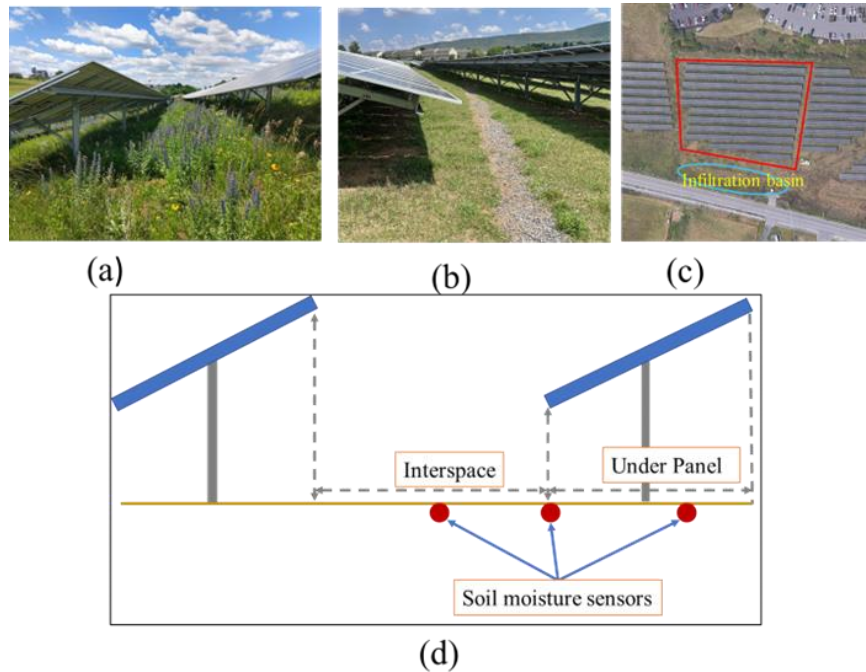 Infiltration basin
(a)
(b)
(c)
Interspace
Under Panel
Soil moisture sensors
(d)